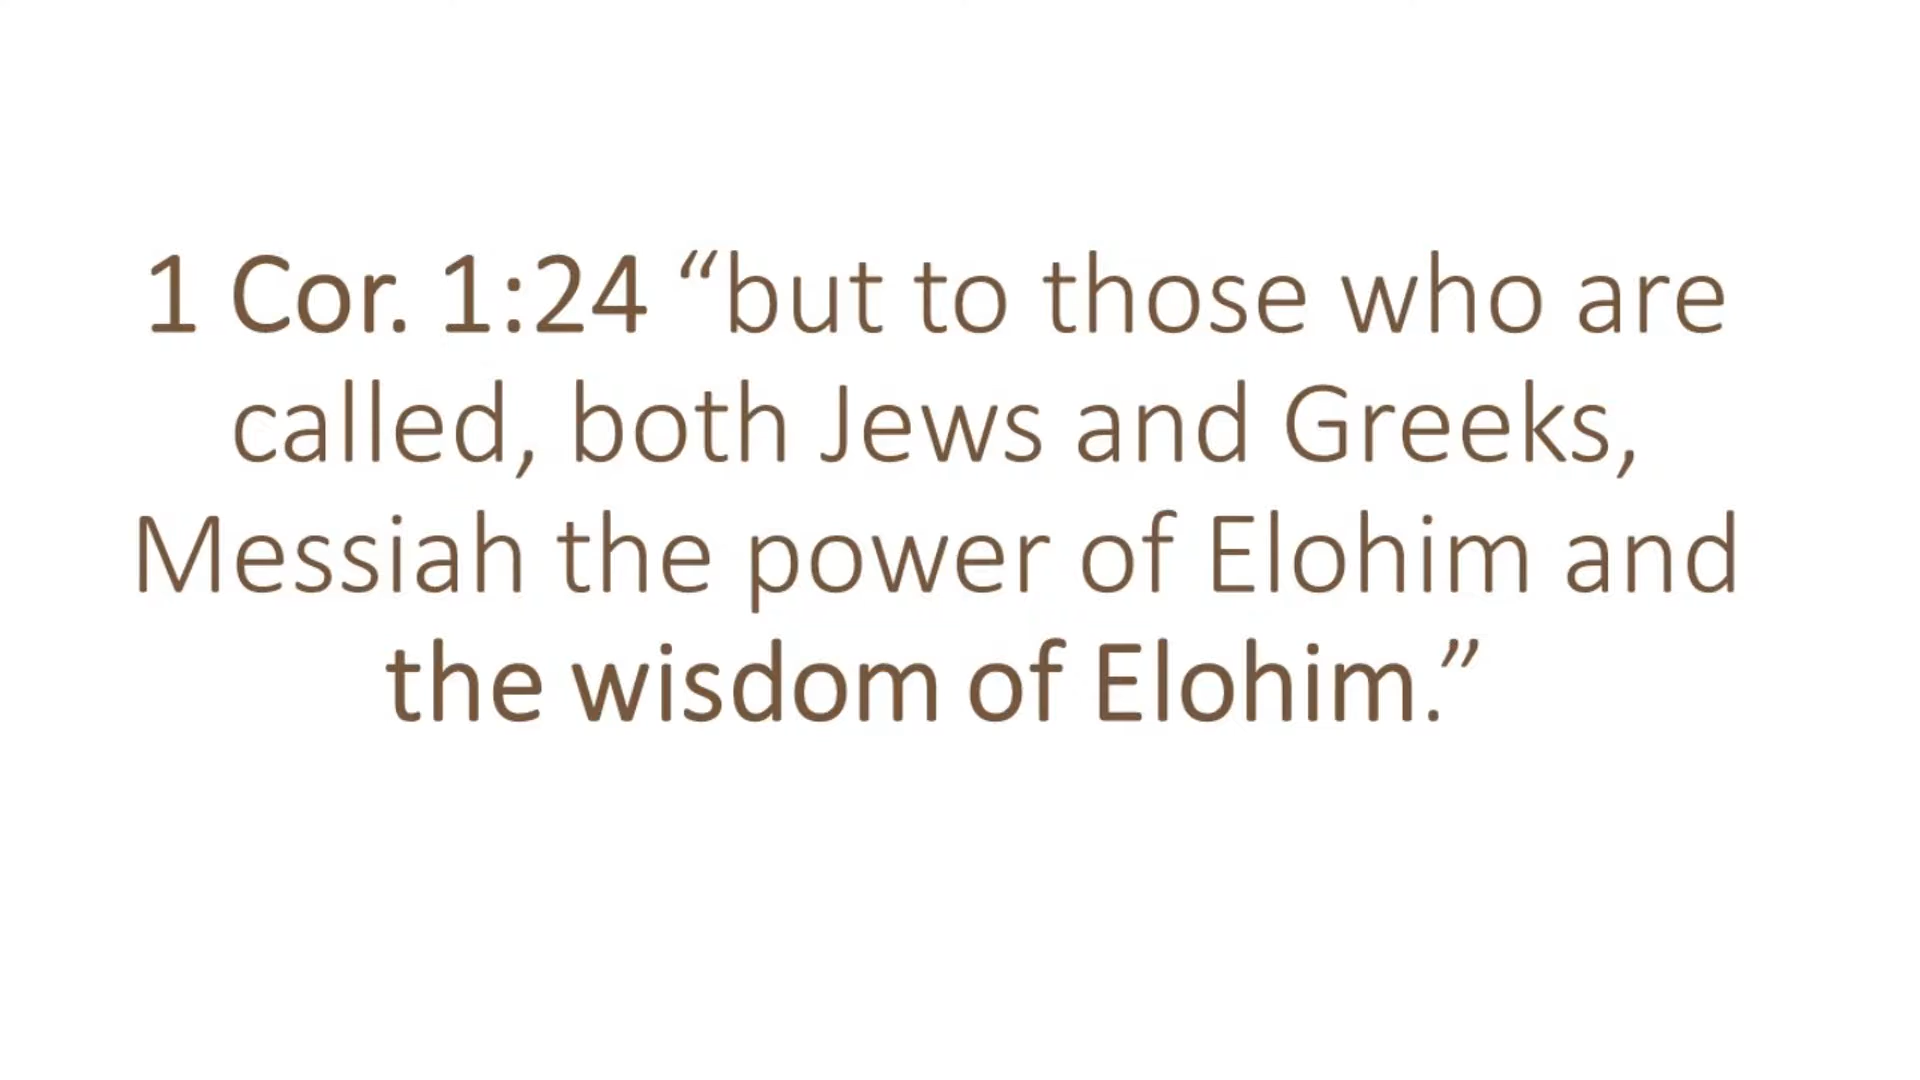 1 Cor. 1:24 “but to those who are
called, both Jews and Greeks,
Messiah the power of Elohim and
the wisdom of Elohim.”